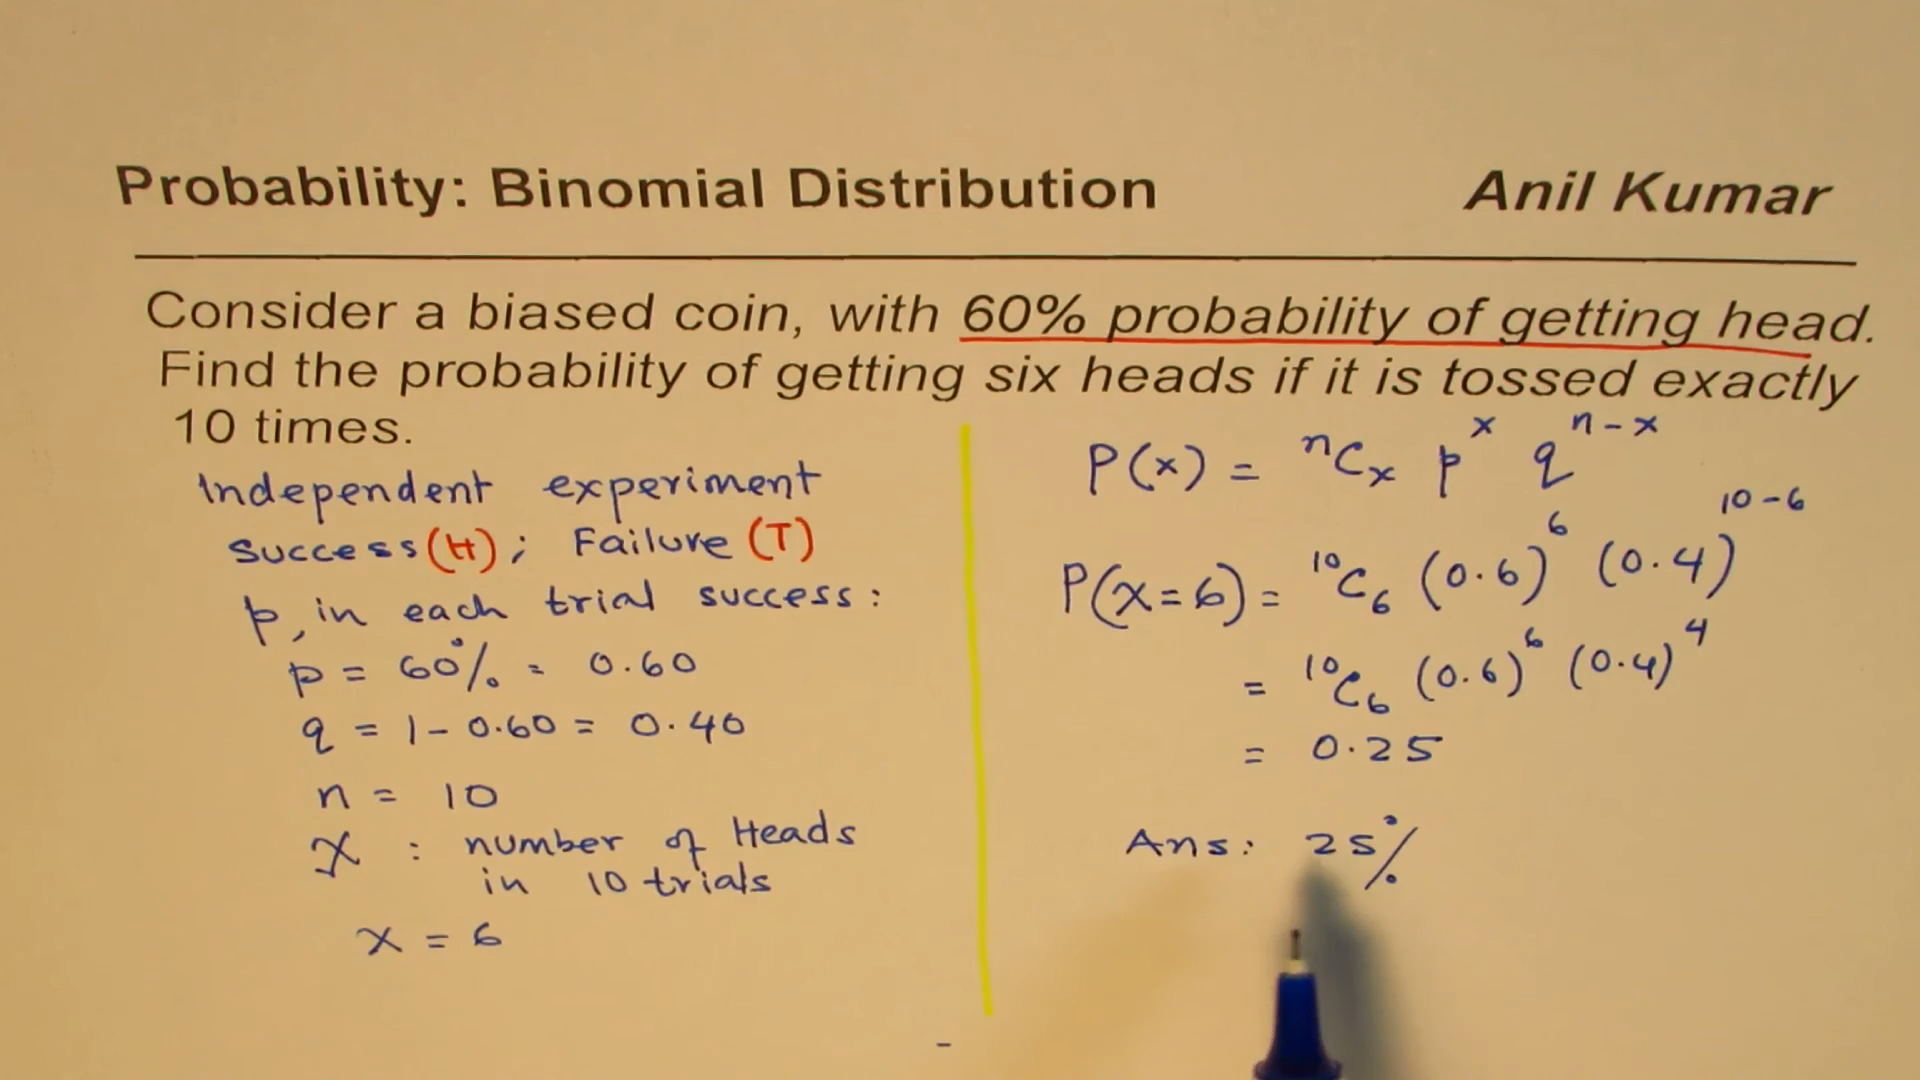 Probability: Binomial Distribution Anil Kumar
Consider a biased coin, with 60% probability of getting head.
Find the probability of getting six heads if it is tossed exactly
10 times.
Independent experiment
Success (H); Failure (T)
p, in each trial success:
p = 60% = 0.60
q = 1 - 0.60 = 0.40
n = 10
X : number of Heads
in 10 trials
x = 6
P(x) = ⁿCₓ pˣ qⁿ⁻ˣ
P(X=6) = ¹⁰C₆ (0.6)⁶ (0.4)¹⁰⁻⁶
= ¹⁰C₆ (0.6)⁶ (0.4)⁴
= 0.25
Ans: 25%